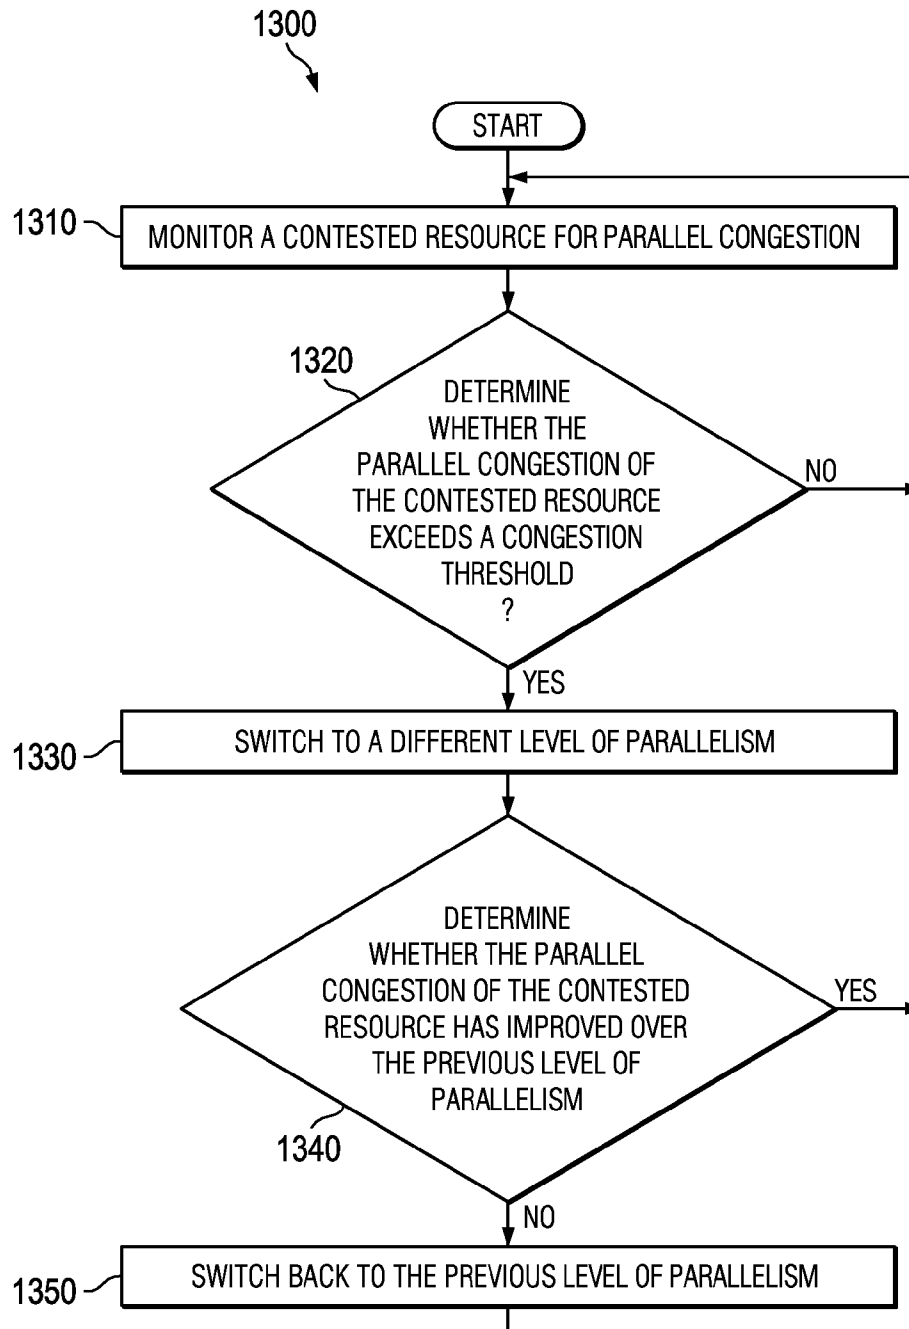 1300
START
1310
MONITOR A CONTESTED RESOURCE FOR PARALLEL CONGESTION
1320
DETERMINE
WHETHER THE
PARALLEL CONGESTION OF
THE CONTESTED RESOURCE
EXCEEDS A CONGESTION
THRESHOLD
?
NO
YES
1330
SWITCH TO A DIFFERENT LEVEL OF PARALLELISM
DETERMINE
WHETHER THE PARALLEL
CONGESTION OF THE CONTESTED
RESOURCE HAS IMPROVED OVER
THE PREVIOUS LEVEL OF
PARALLELISM
YES
1340
NO
1350
SWITCH BACK TO THE PREVIOUS LEVEL OF PARALLELISM